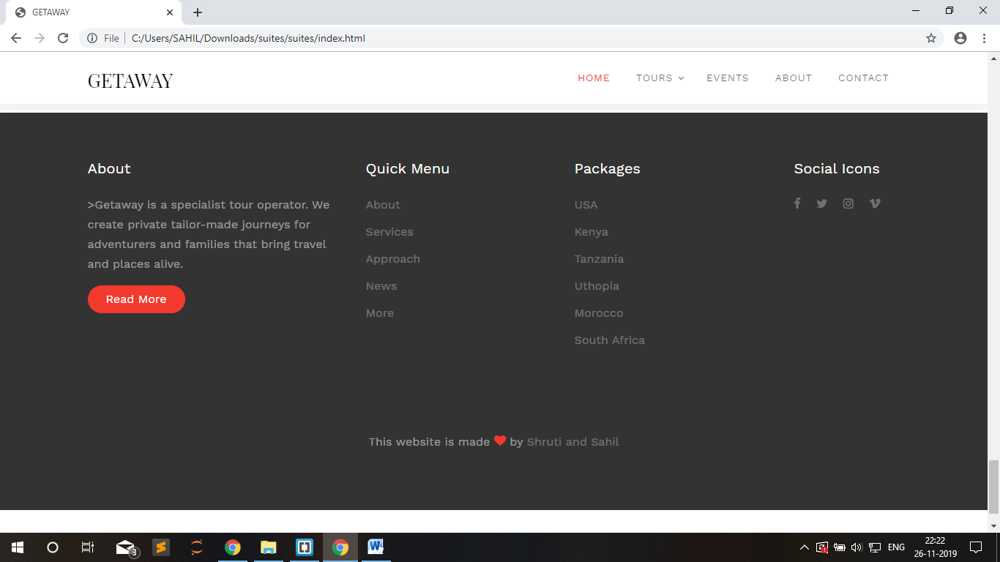 GETAWAY
File | C:/Users/SAHIL/Downloads/suites/suites/index.html
GETAWAY
HOME TOURS EVENTS ABOUT CONTACT
About
>Getaway is a specialist tour operator. We
create private tailor-made journeys for
adventurers and families that bring travel
and places alive.
Read More
Quick Menu
About
Services
Approach
News
More
Packages
USA
Kenya
Tanzania
Uthopia
Morocco
South Africa
Social Icons
This website is made ❤ by Shruti and Sahil
3
ENG
22:22
26-11-2019